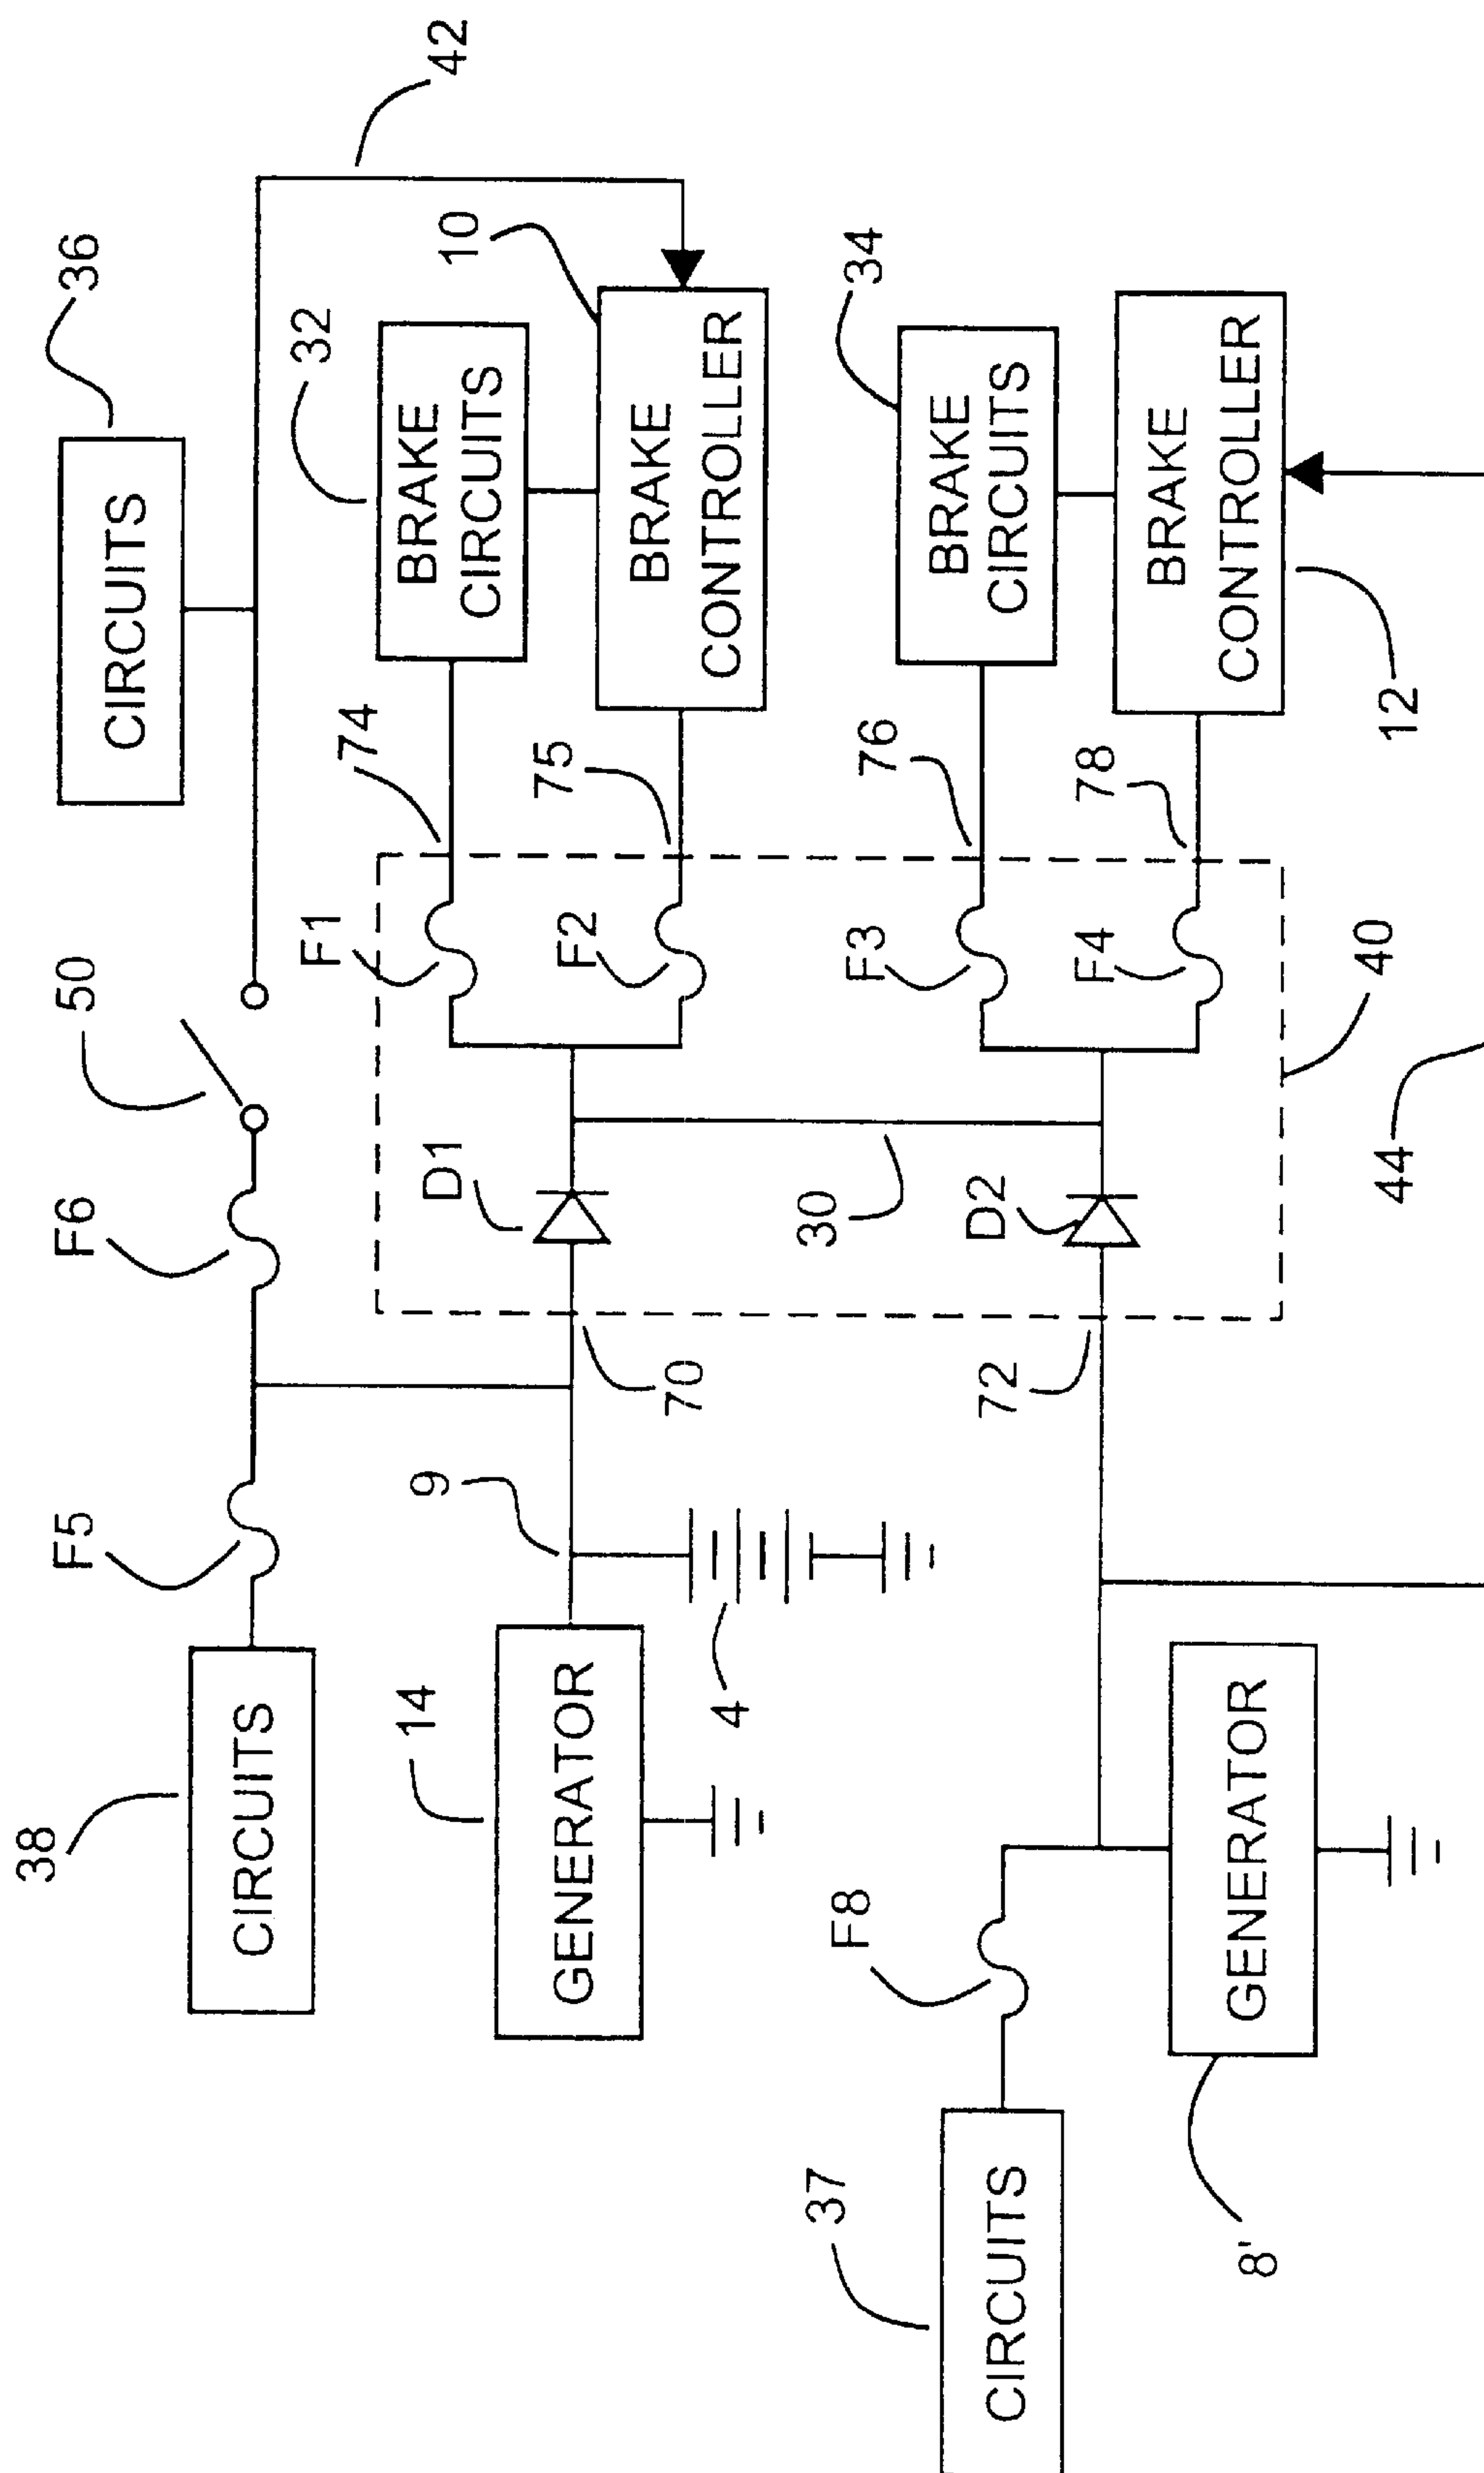 38
CIRCUITS
F5
F6
50
CIRCUITS
36
42
14
GENERATOR
9
4
70
D1
F1
F2
74
75
BRAKE
CIRCUITS
32
BRAKE
CONTROLLER
10
30
D2
72
F3
F4
76
78
BRAKE
CIRCUITS
34
BRAKE
CONTROLLER
12
40
44
37
CIRCUITS
F8
GENERATOR
8'